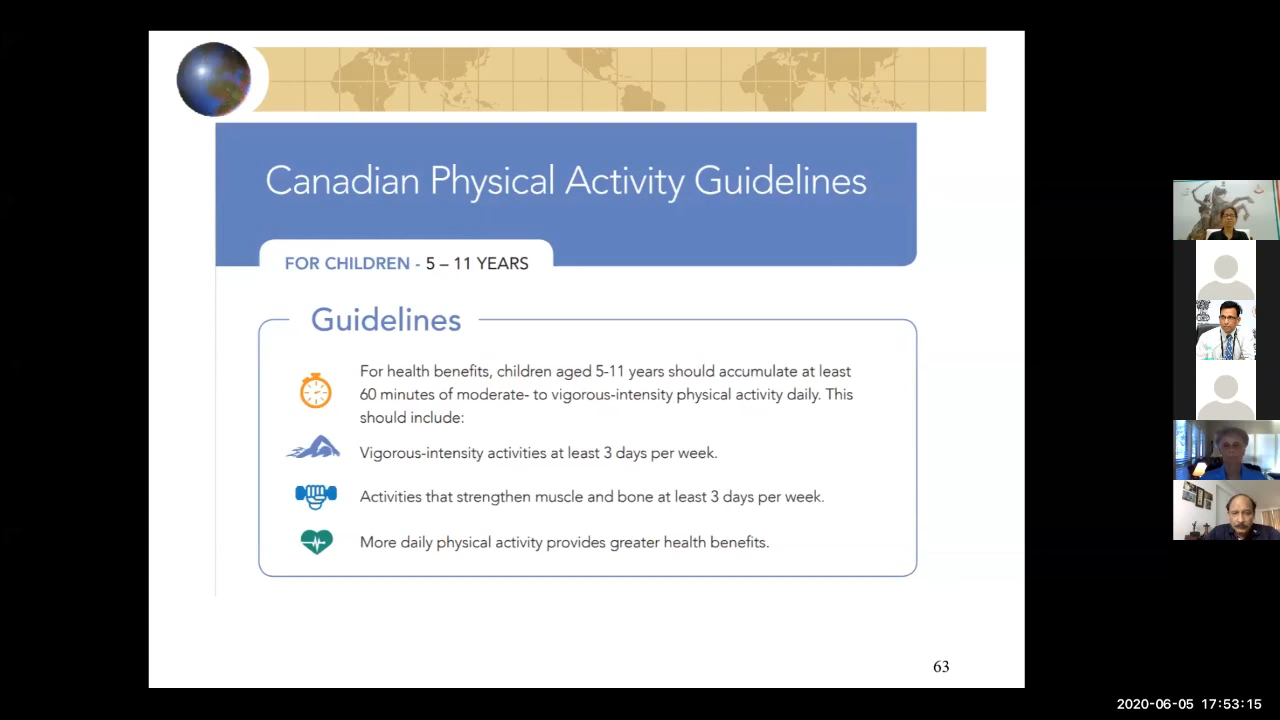 Canadian Physical Activity Guidelines
FOR CHILDREN - 5 – 11 YEARS
Guidelines
For health benefits, children aged 5-11 years should accumulate at least
60 minutes of moderate- to vigorous-intensity physical activity daily. This
should include:
Vigorous-intensity activities at least 3 days per week.
Activities that strengthen muscle and bone at least 3 days per week.
More daily physical activity provides greater health benefits.
63
2020-06-05 17:53:15